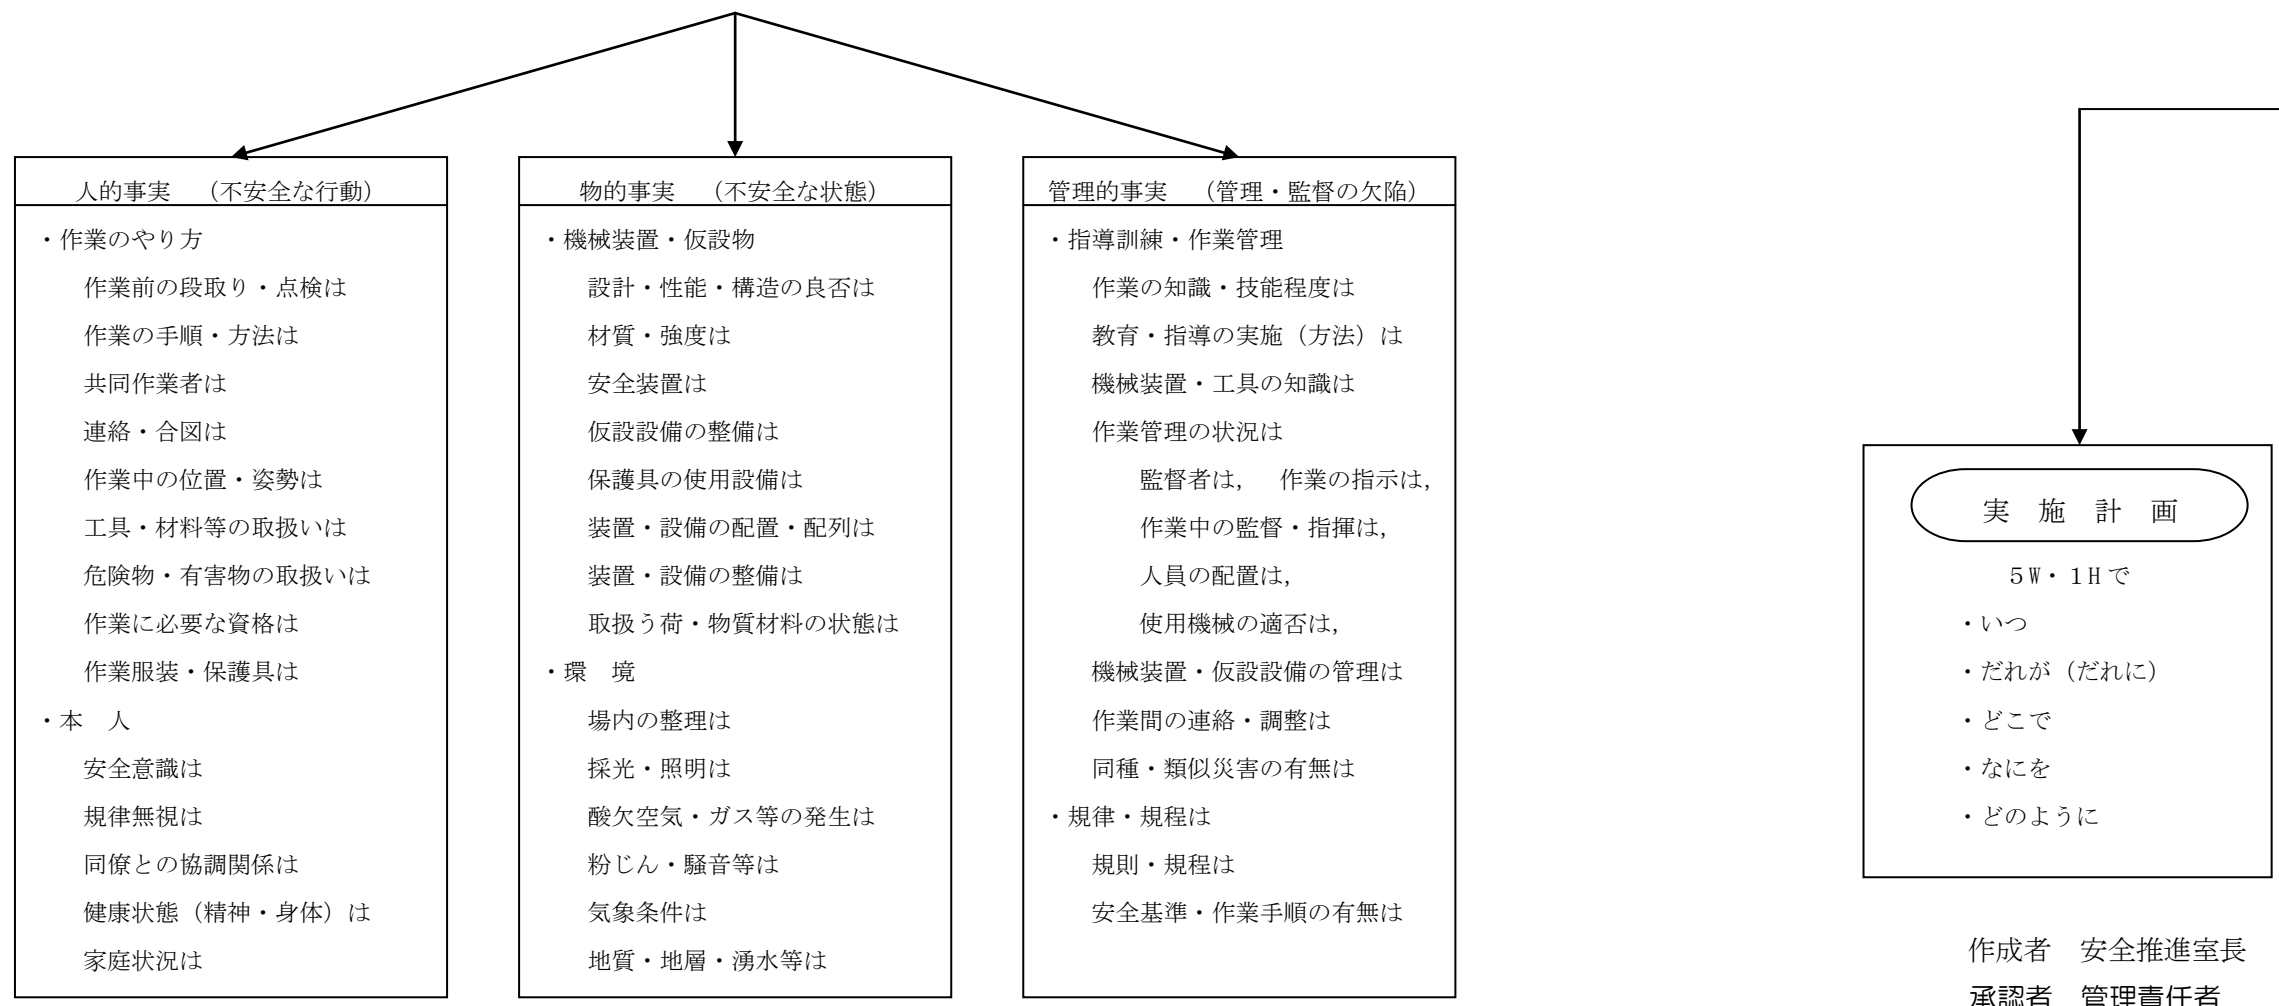 人的事実　（不安全な行動）
・作業のやり方
作業前の段取り・点検は
作業の手順・方法は
共同作業者は
連絡・合図は
作業中の位置・姿勢は
工具・材料等の取扱いは
危険物・有害物の取扱いは
作業に必要な資格は
作業服装・保護具は
・本　人
安全意識は
規律無視は
同僚との協調関係は
健康状態（精神・身体）は
家庭状況は
物的事実　（不安全な状態）
・機械装置・仮設物
設計・性能・構造の良否は
材質・強度は
安全装置は
仮設設備の整備は
保護具の使用設備は
装置・設備の配置・配列は
装置・設備の整備は
取扱う荷・物質材料の状態は
・環　境
場内の整理は
採光・照明は
酸欠空気・ガス等の発生は
粉じん・騒音等は
気象条件は
地質・地層・湧水等は
管理的事実　（管理・監督の欠陥）
・指導訓練・作業管理
作業の知識・技能程度は
教育・指導の実施（方法）は
機械装置・工具の知識は
作業管理の状況は
監督者は，　作業の指示は，
作業中の監督・指揮は，
人員の配置は，
使用機械の適否は，
機械装置・仮設設備の管理は
作業間の連絡・調整は
同種・類似災害の有無は
・規律・規程は
規則・規程は
安全基準・作業手順の有無は
実　施　計　画
５Ｗ・１Ｈで
・いつ
・だれが（だれに）
・どこで
・なにを
・どのように
作成者　安全推進室長
承認者　管理責任者